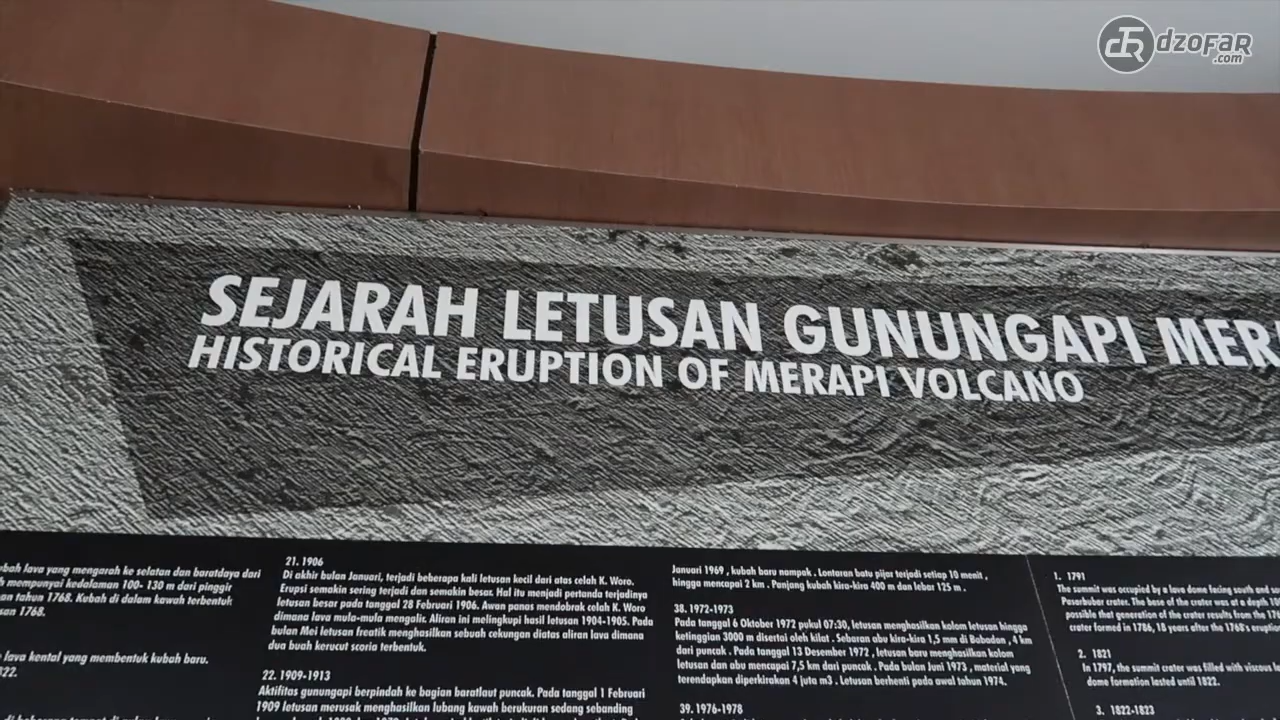 DZOFAR
.com
SEJARAH LETUSAN GUNUNGAPI MER
HISTORICAL ERUPTION OF MERAPI VOLCANO
ubah lava yang mengarah ke selatan dan baratdaya dari
h mempunyai kedalaman 100- 130 m dari pinggir
an tahun 1768. Kubah di dalam kawah terbentuk
san 1768.
lava kental yang membentuk kubah baru.
822.
21. 1906
Di akhir bulan Januari, terjadi beberapa kali letusan kecil dari atas celah K. Woro.
Erupsi semakin sering terjadi dan semakin besar. Hal itu menjadi pertanda terjadinya
letusan besar pada tanggal 28 Februari 1906. Awan panas mendobrak celah K. Woro
dimana lava mula-mula mengalir. Aliran ini melingkupi hasil letusan 1904-1905. Pada
bulan Mei letusan freatik menghasilkan sebuah cekungan diatas aliran lava dimana
dua buah kerucut scoria terbentuk.
22. 1909-1913
Aktifitas gunungapi berpindah ke bagian baratlaut puncak. Pada tanggal 1 Februari
1909 letusan merusak menghasilkan lubang kawah berukuran sedang sebanding
Januari 1969 , kubah baru nampak . Lontaran batu pijar terjadi setiap 10 menit ,
hingga mencapai 2 km . Panjang kubah kira-kira 400 m dan lebar 125 m .
38. 1972-1973
Pada tanggal 6 Oktober 1972 pukul 07:30, letusan menghasilkan kolom letusan hingga
ketinggian 3000 m disertai oleh kilat . Sebaran abu kira-kira 1,5 mm di Babadan , 4 km
dari puncak . Pada tanggal 13 Desember 1972 , letusan baru menghasilkan kolom
letusan dan abu mencapai 7,5 km dari puncak . Pada bulan Juni 1973 , material yang
terendapkan diperkirakan 4 juta m3 . Letusan berhenti pada awal tahun 1974.
39. 1976-1978
1. 1791
The summit was occupied by a lava dome facing south and so
Pasarbubar crater. The base of the crater was at a depth
possible that generation of the crater results from the
crater formed in 1786, 18 years after the 1768's eruption
2. 1821
In 1797, the summit crater was filled with viscous
dome formation lasted until 1822.
3. 1822-1823